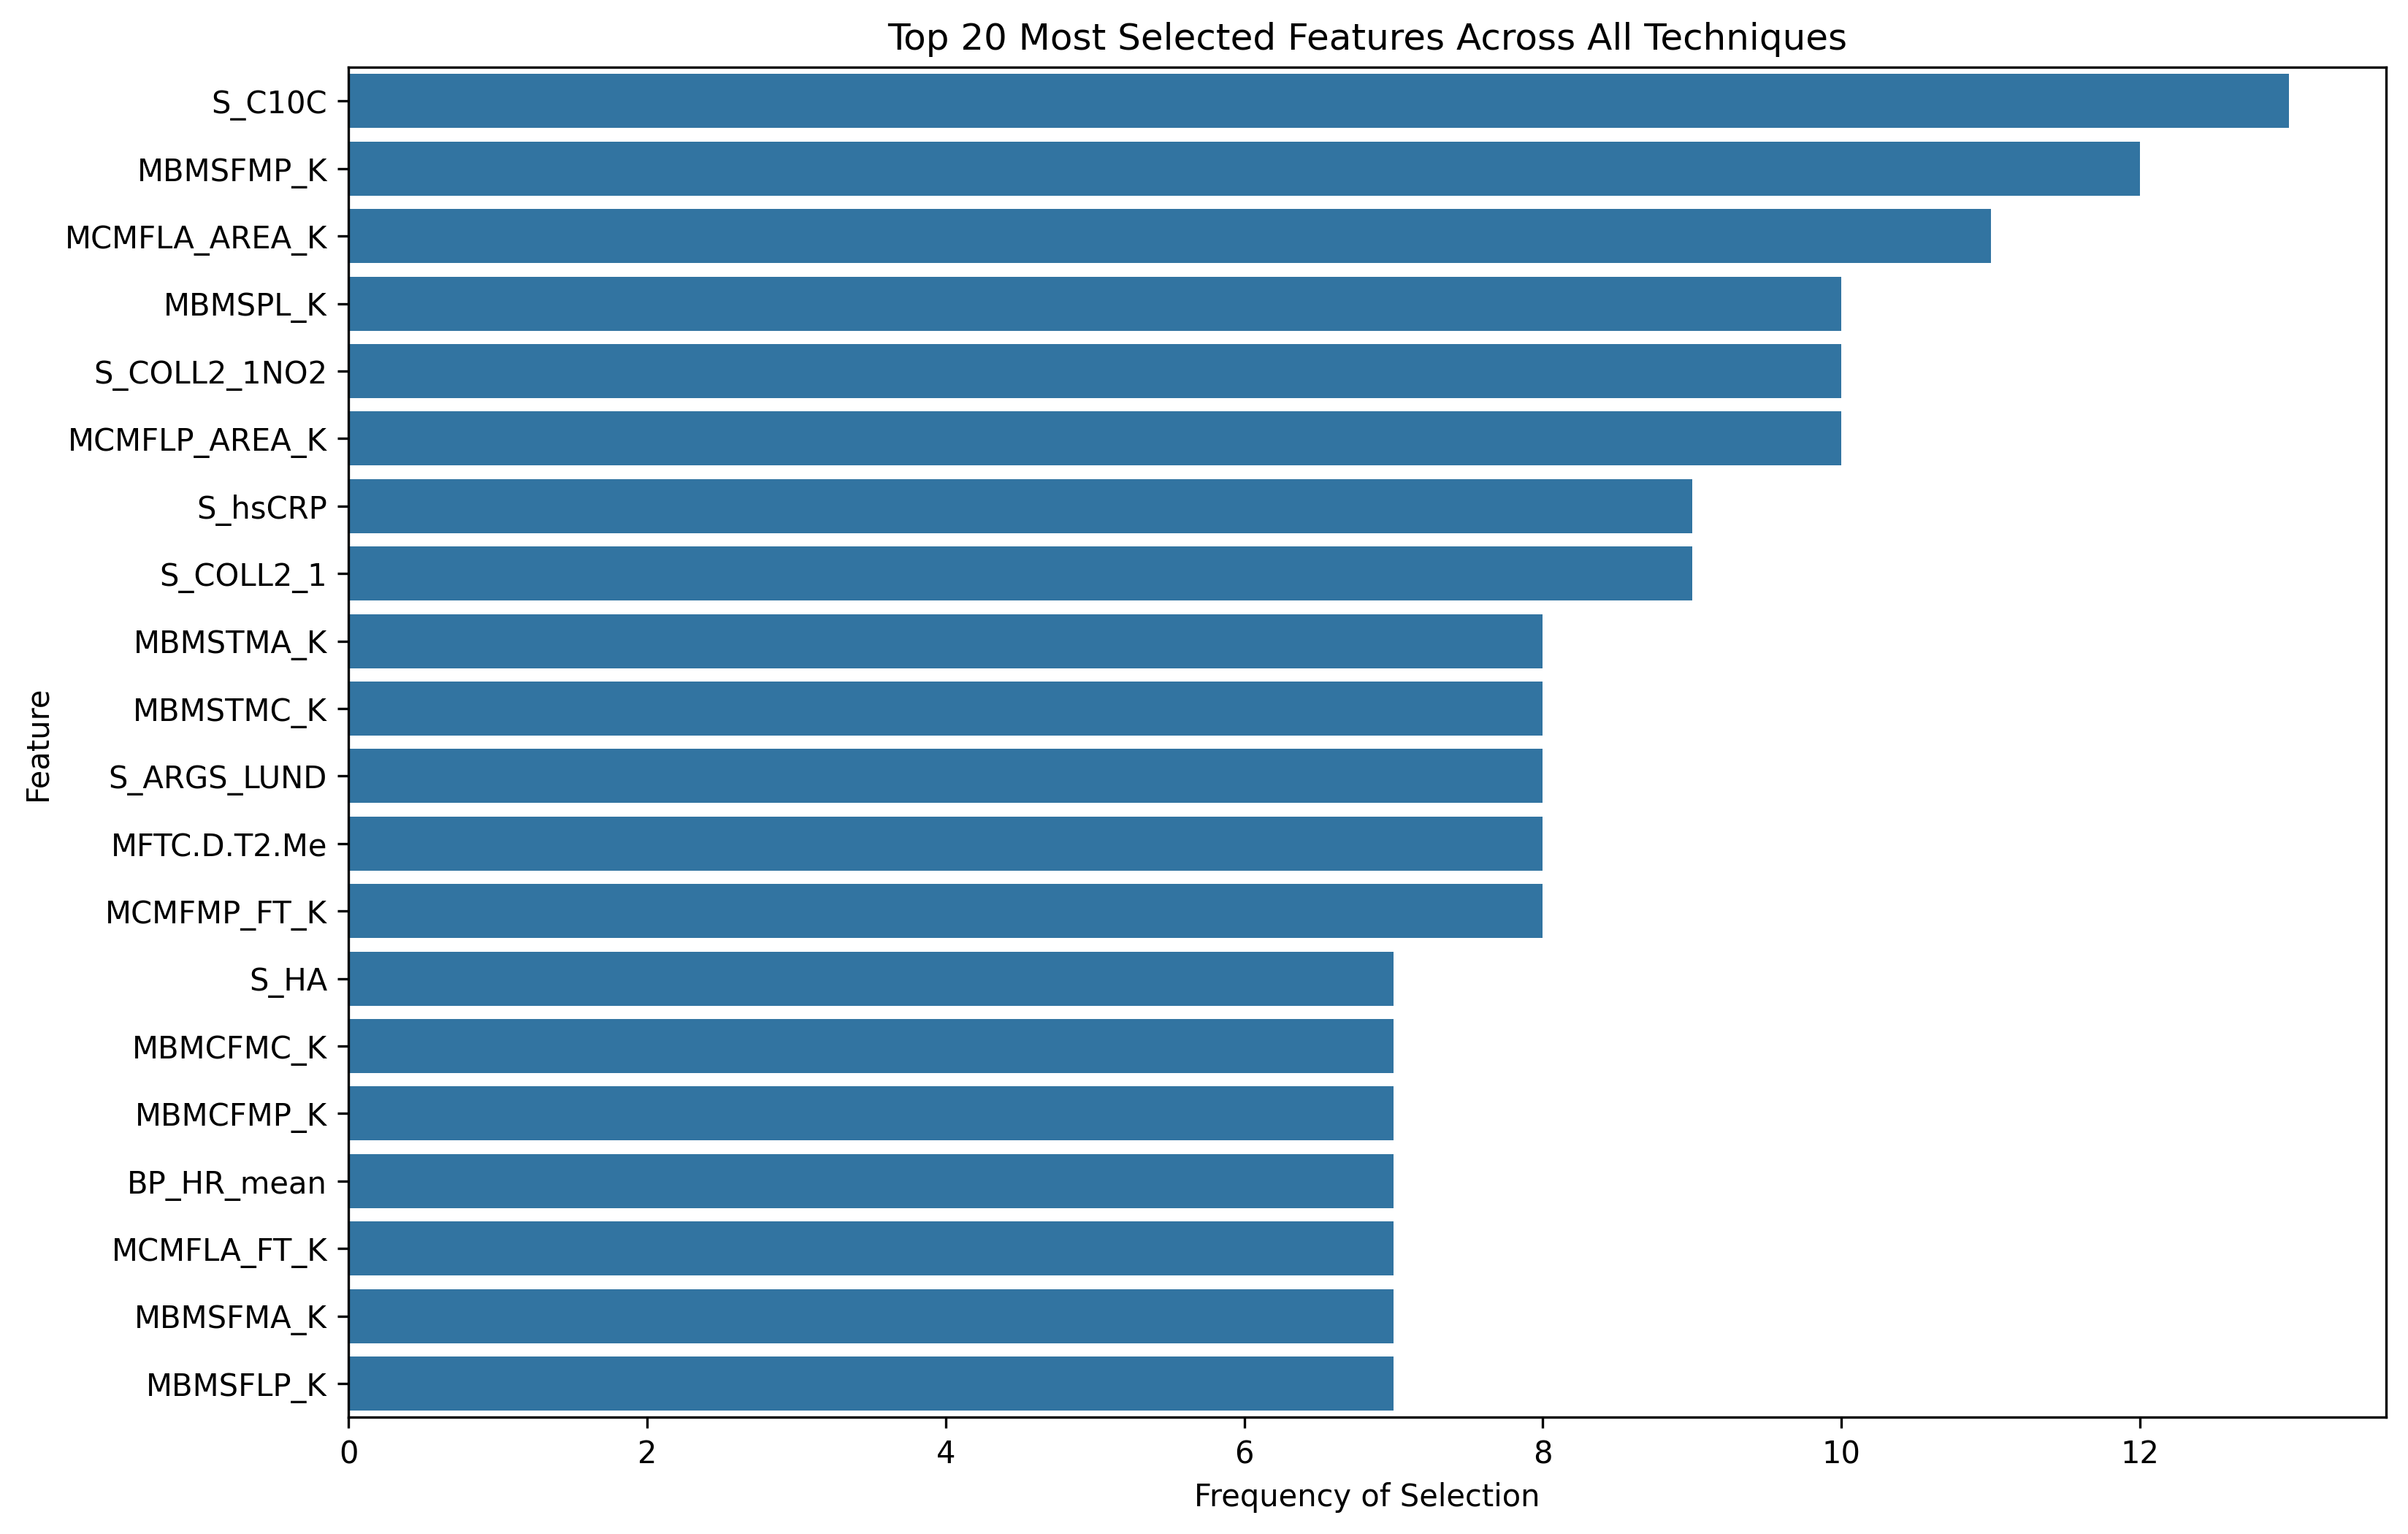 Top 20 Most Selected Features Across All Techniques
S_C10C
MBMSFMP_K
MCMFLA_AREA_K
MBMSPL_K
S_COLL2_1NO2
MCMFLP_AREA_K
S_hsCRP
S_COLL2_1
MBMSTMA_K
MBMSTMC_K
S_ARGS_LUND
MFTC.D.T2.Me
MCMFMP_FT_K
S_HA
MBMCFMC_K
MBMCFMP_K
BP_HR_mean
MCMFLA_FT_K
MBMSFMA_K
MBMSFLP_K
Feature
0 2 4 6 8 10 12
Frequency of Selection